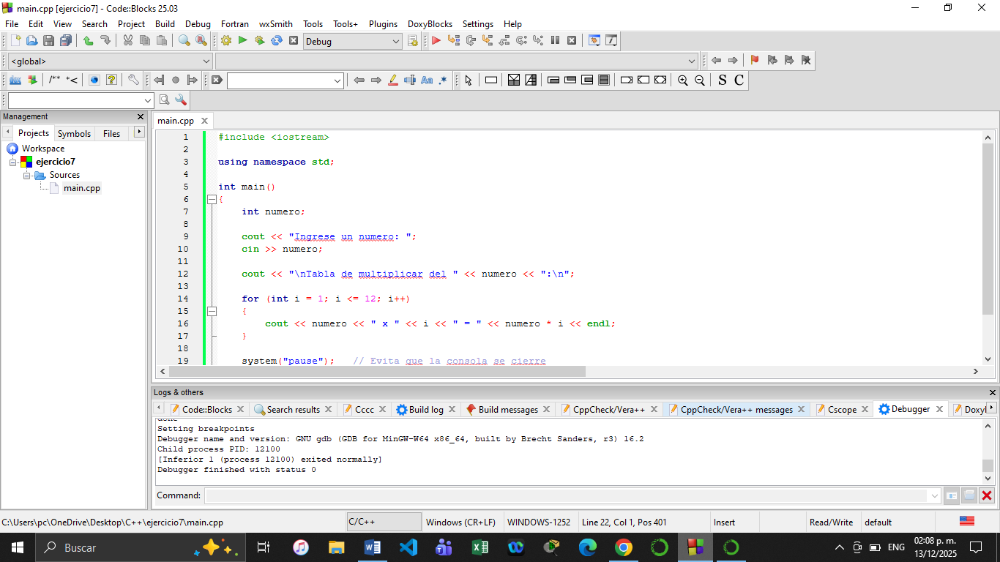 main.cpp [ejercicio7] - Code::Blocks 25.03
File Edit View Search Project Build Debug Fortran wxSmith Tools Tools+ Plugins DoxyBlocks Settings Help
Debug
<global>
/** *<
Aa .* S C
Management
Projects Symbols Files
Workspace
ejercicio7
Sources
main.cpp
main.cpp
1 #include <iostream>
2
3 using namespace std;
4
5 int main()
6 {
7 int numero;
8
9 cout << "Ingrese un numero: ";
10 cin >> numero;
11
12 cout << "\nTabla de multiplicar del " << numero << ":\n";
13
14 for (int i = 1; i <= 12; i++)
15 {
16 cout << numero << " x " << i << " = " << numero * i << endl;
17 }
18
19 system("pause"); // Evita que la consola se cierre
Logs & others
Code::Blocks Search results Cccc Build log Build messages CppCheck/Vera++ CppCheck/Vera++ messages Cscope Debugger Doxyl
done
Setting breakpoints
Debugger name and version: GNU gdb (GDB for MinGW-W64 x86_64, built by Brecht Sanders, r3) 16.2
Child process PID: 12100
[Inferior 1 (process 12100) exited normally]
Debugger finished with status 0
Command:
C:\Users\pc\OneDrive\Desktop\C++\ejercicio7\main.cpp C/C++ Windows (CR+LF) WINDOWS-1252 Line 22, Col 1, Pos 401 Insert Read/Write default
Buscar
ENG
02:08 p. m.
13/12/2025